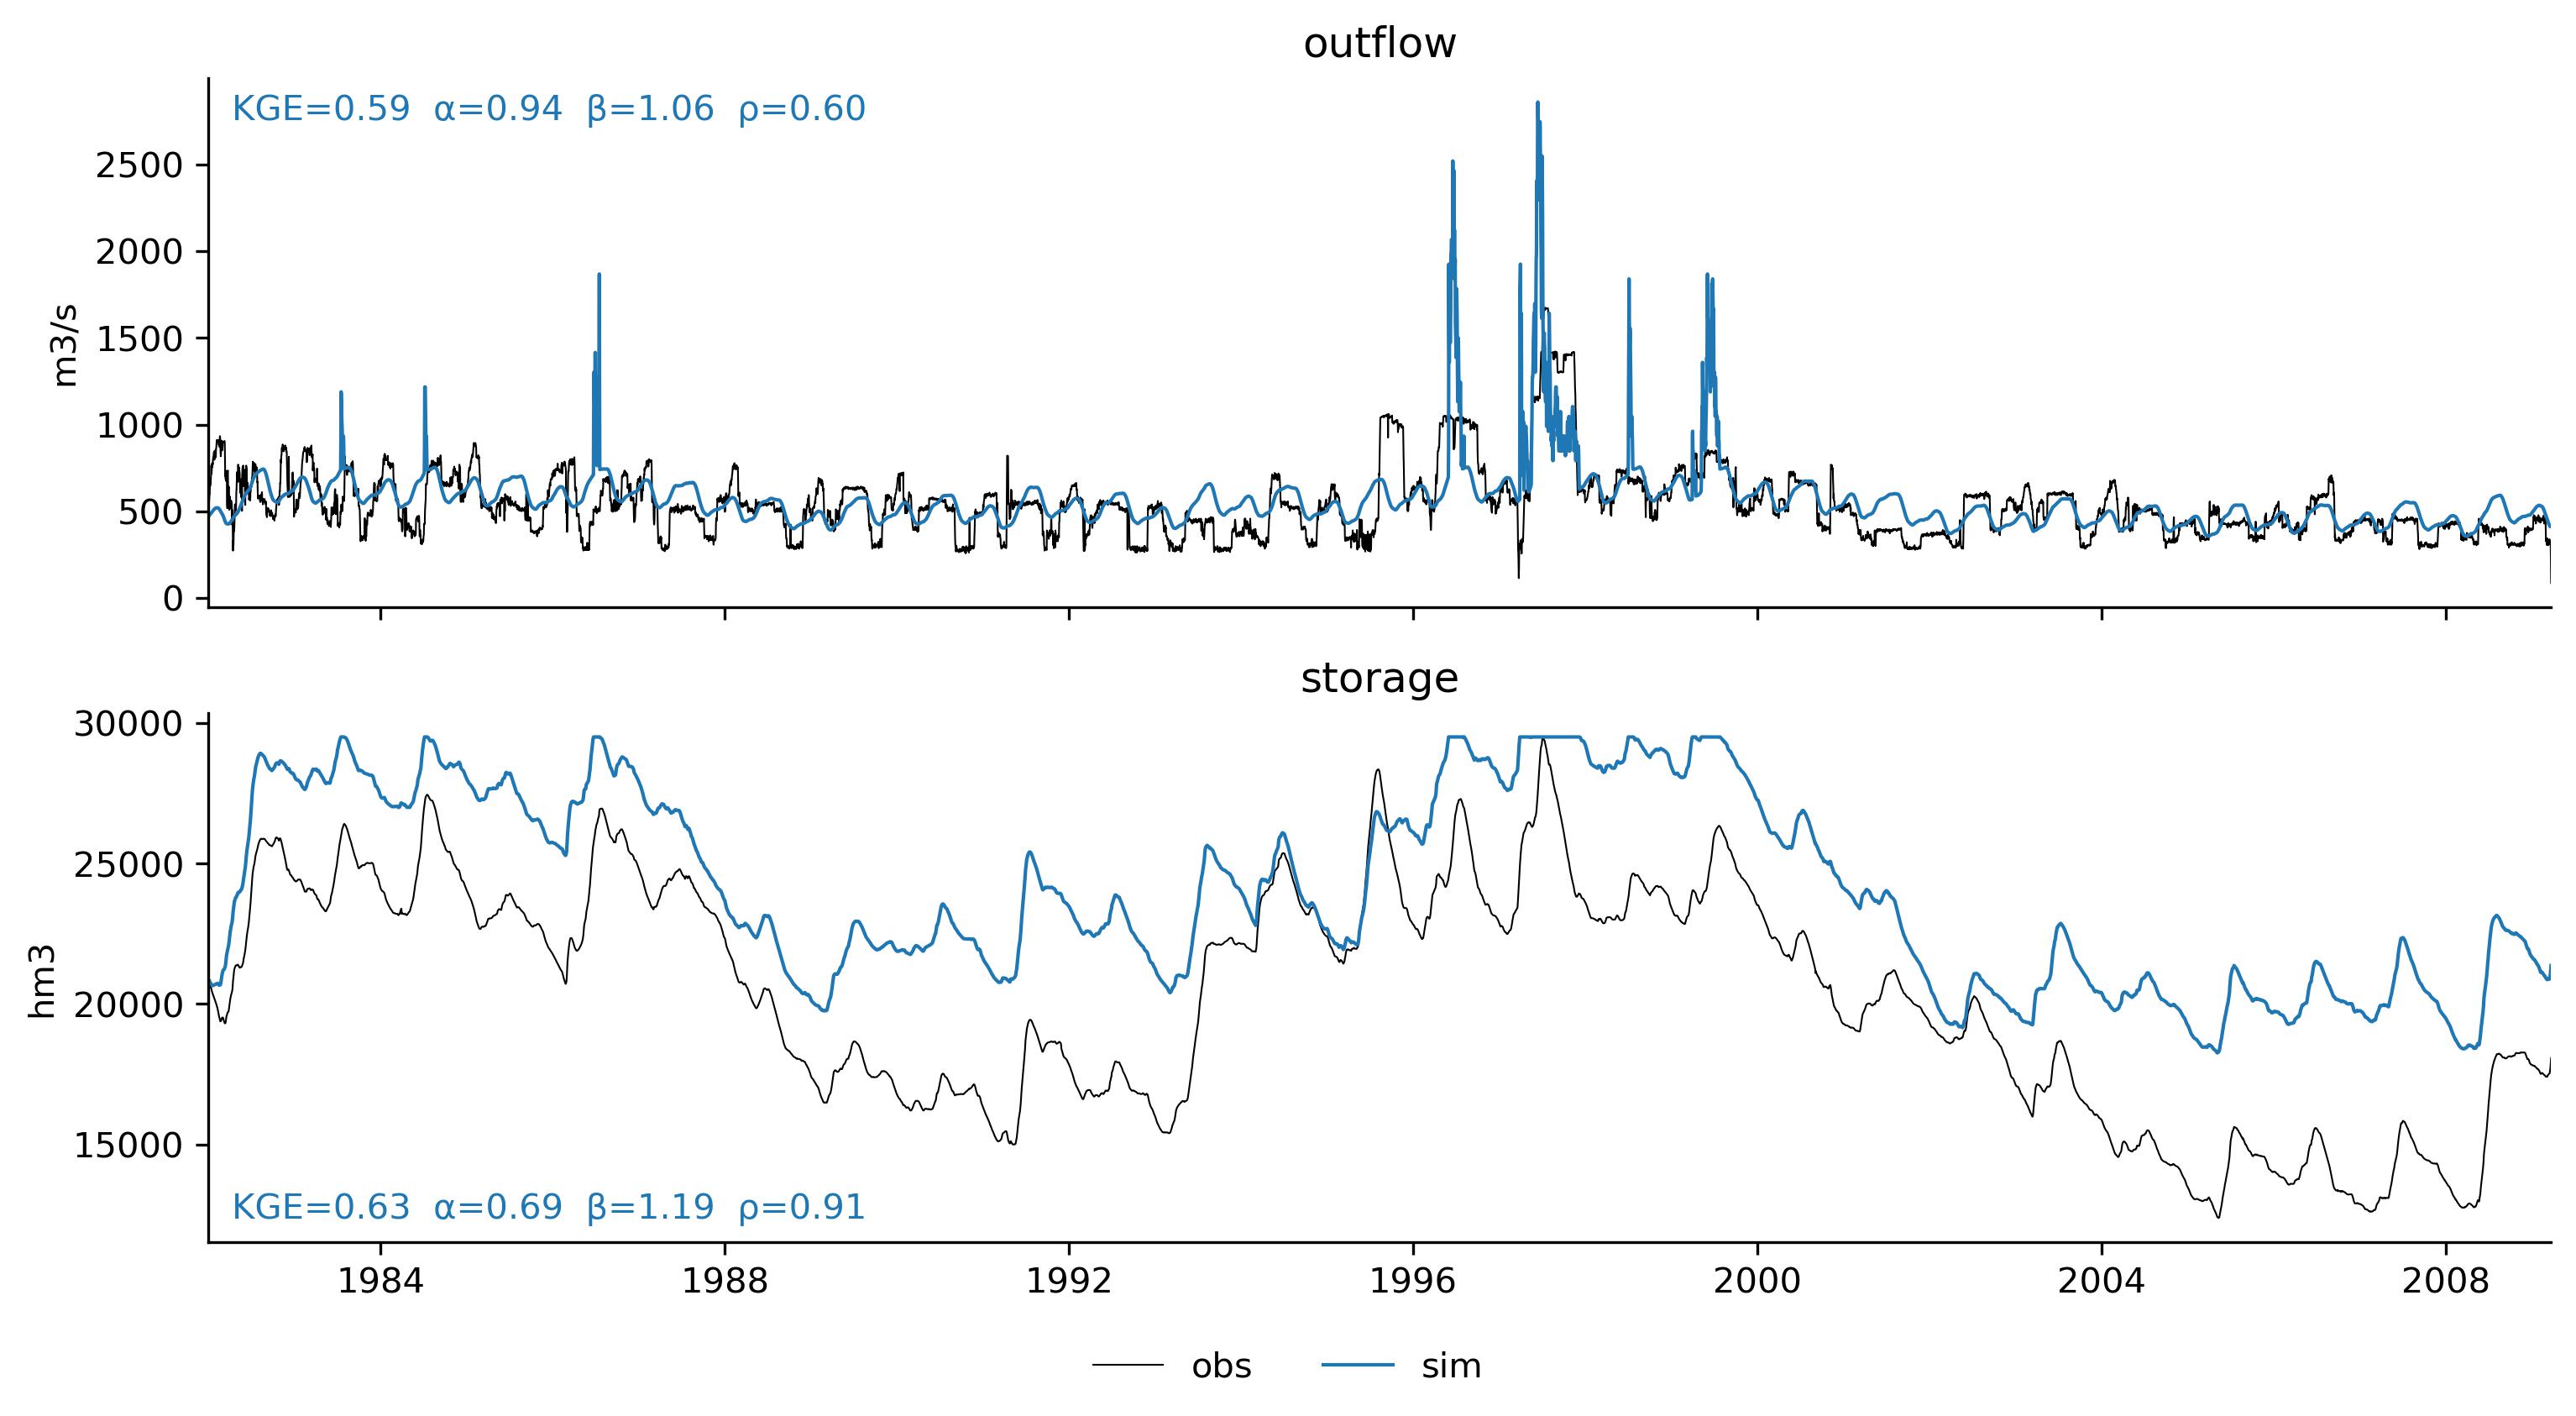 outflow
KGE=0.59 α=0.94 β=1.06 ρ=0.60
m3/s
2500
2000
1500
1000
500
0
storage
hm3
30000
25000
20000
15000
KGE=0.63 α=0.69 β=1.19 ρ=0.91
1984 1988 1992 1996 2000 2004 2008
obs sim